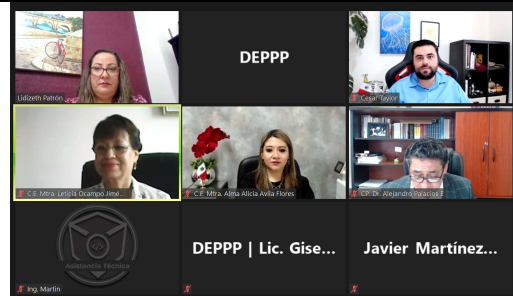 Lidizeth Patrón
DEPPP
Cesar Taylor
C.E. Mtra. Leticia Ocampo Jimé...
C.E. Mtra. Alma Alicia Avila Flores
C.P. Dr. Alejandro Palacios E
Asistencia Técnica
Ing. Martin
DEPPP | Lic. Gise...
Javier Martínez...